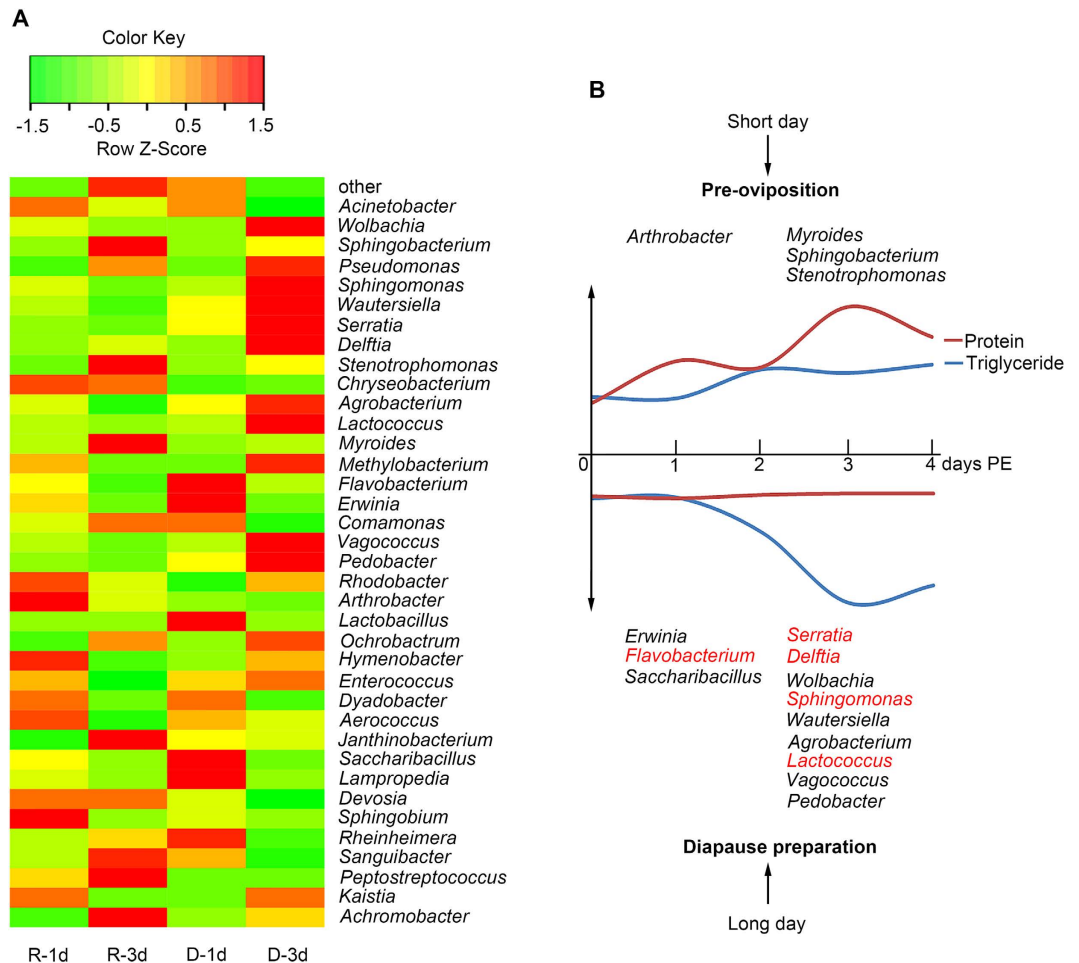 A
Color Key
-1.5 -0.5 0.5 1.5
Row Z-Score
other
Acinetobacter
Wolbachia
Sphingobacterium
Pseudomonas
Sphingomonas
Wautersiella
Serratia
Delftia
Stenotrophomonas
Chryseobacterium
Agrobacterium
Lactococcus
Myroides
Methylobacterium
Flavobacterium
Erwinia
Comamonas
Vagococcus
Pedobacter
Rhodobacter
Arthrobacter
Lactobacillus
Ochrobactrum
Hymenobacter
Enterococcus
Dyadobacter
Aerococcus
Janthinobacterium
Saccharibacillus
Lampropedia
Devosia
Sphingobium
Rheinheimera
Sanguibacter
Peptostreptococcus
Kaistia
Achromobacter
R-1d R-3d D-1d D-3d
B
Short day
Pre-oviposition
Arthrobacter
Myroides
Sphingobacterium
Stenotrophomonas
Protein
Triglyceride
0 1 2 3 4 days PE
Erwinia
Flavobacterium
Saccharibacillus
Serratia
Delftia
Wolbachia
Sphingomonas
Wautersiella
Agrobacterium
Lactococcus
Vagococcus
Pedobacter
Diapause preparation
Long day